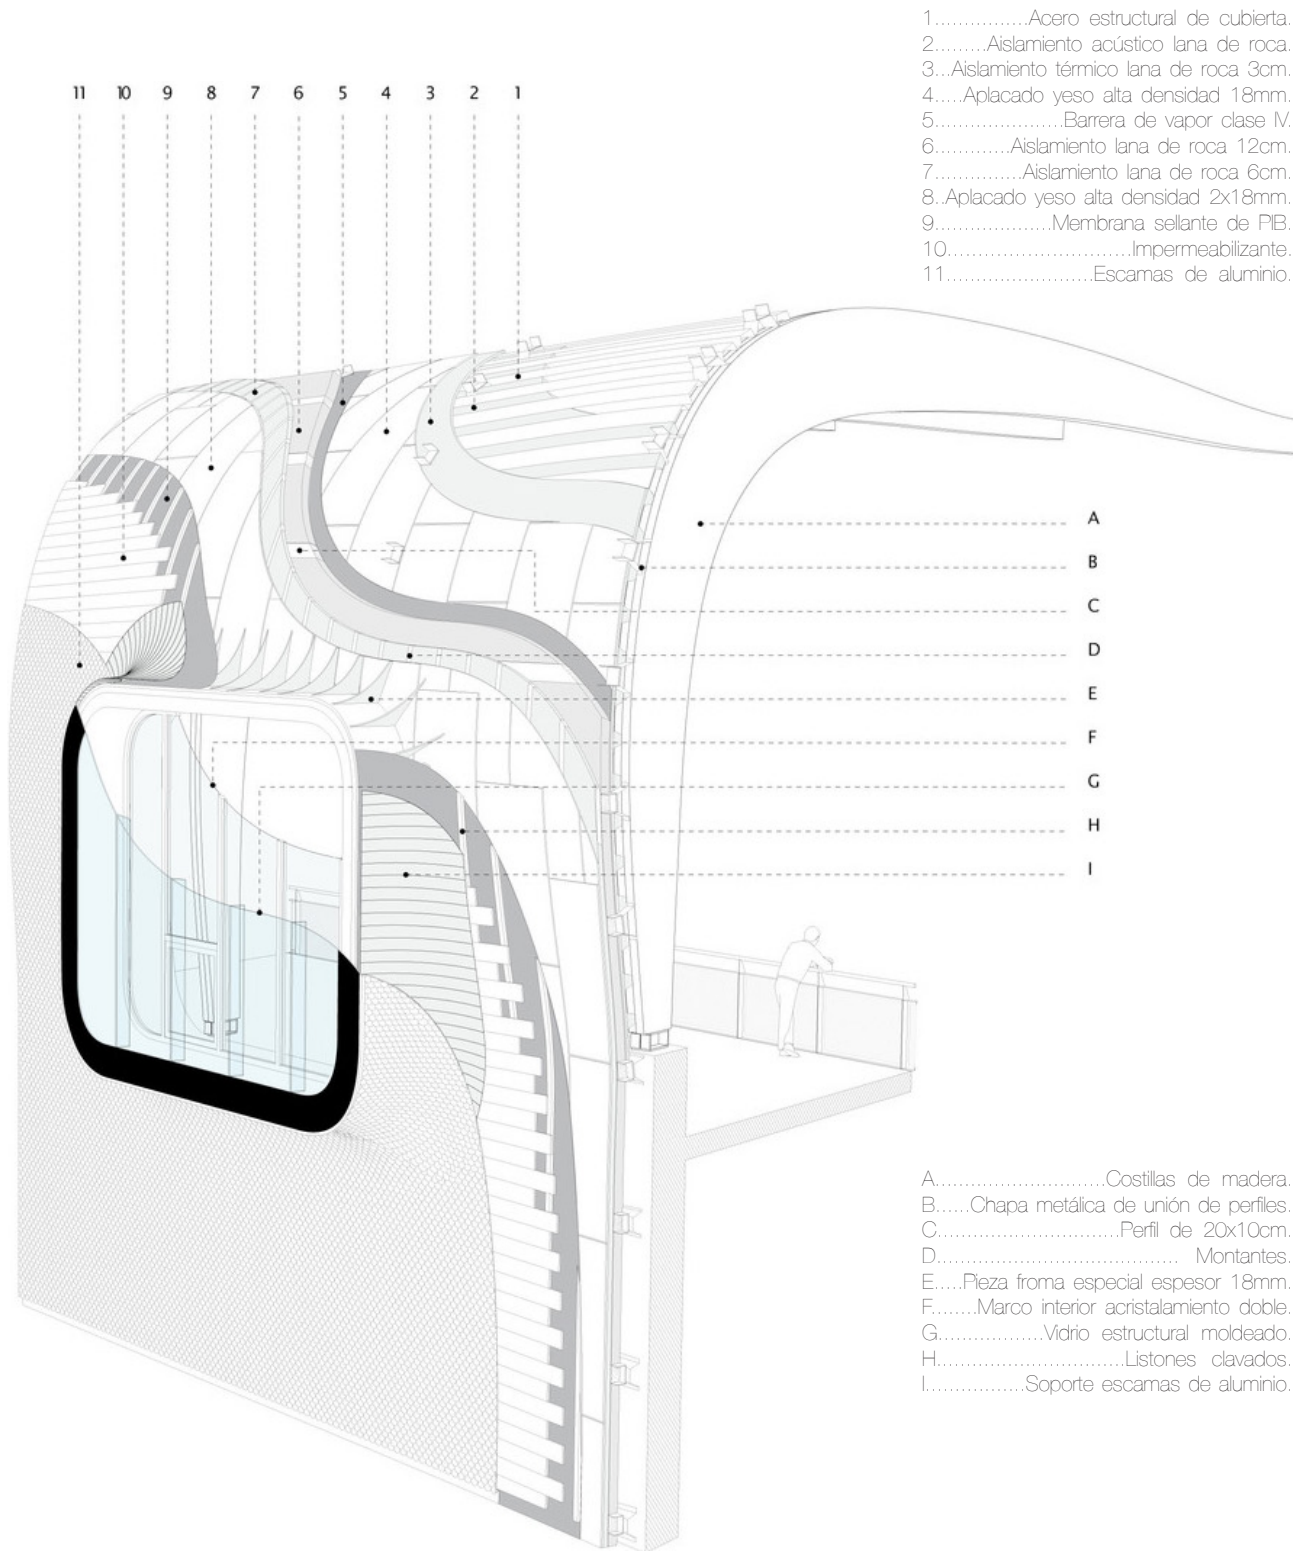 1...............Acero estructural de cubierta.
2.........Aislamiento acústico lana de roca.
3...Aislamiento térmico lana de roca 3cm.
4.....Aplacado yeso alta densidad 18mm.
5....................Barrera de vapor clase IV.
6............Aislamiento lana de roca 12cm.
7..............Aislamiento lana de roca 6cm.
8..Aplacado yeso alta densidad 2x18mm.
9...................Membrana sellante de PIB.
10.............................Impermeabilizante.
11.......................Escamas de aluminio.
11 10 9 8 7 6 5 4 3 2 1
A
B
C
D
E
F
G
H
I
A...........................Costillas de madera.
B......Chapa metálica de unión de perfiles.
C.............................Perfil de 20x10cm.
D...................................... Montantes.
E.....Pieza froma especial espesor 18mm.
F........Marco interior acristalamiento doble.
G.................Vidrio estructural moldeado.
H..............................Listones clavados.
I................Soporte escamas de aluminio.